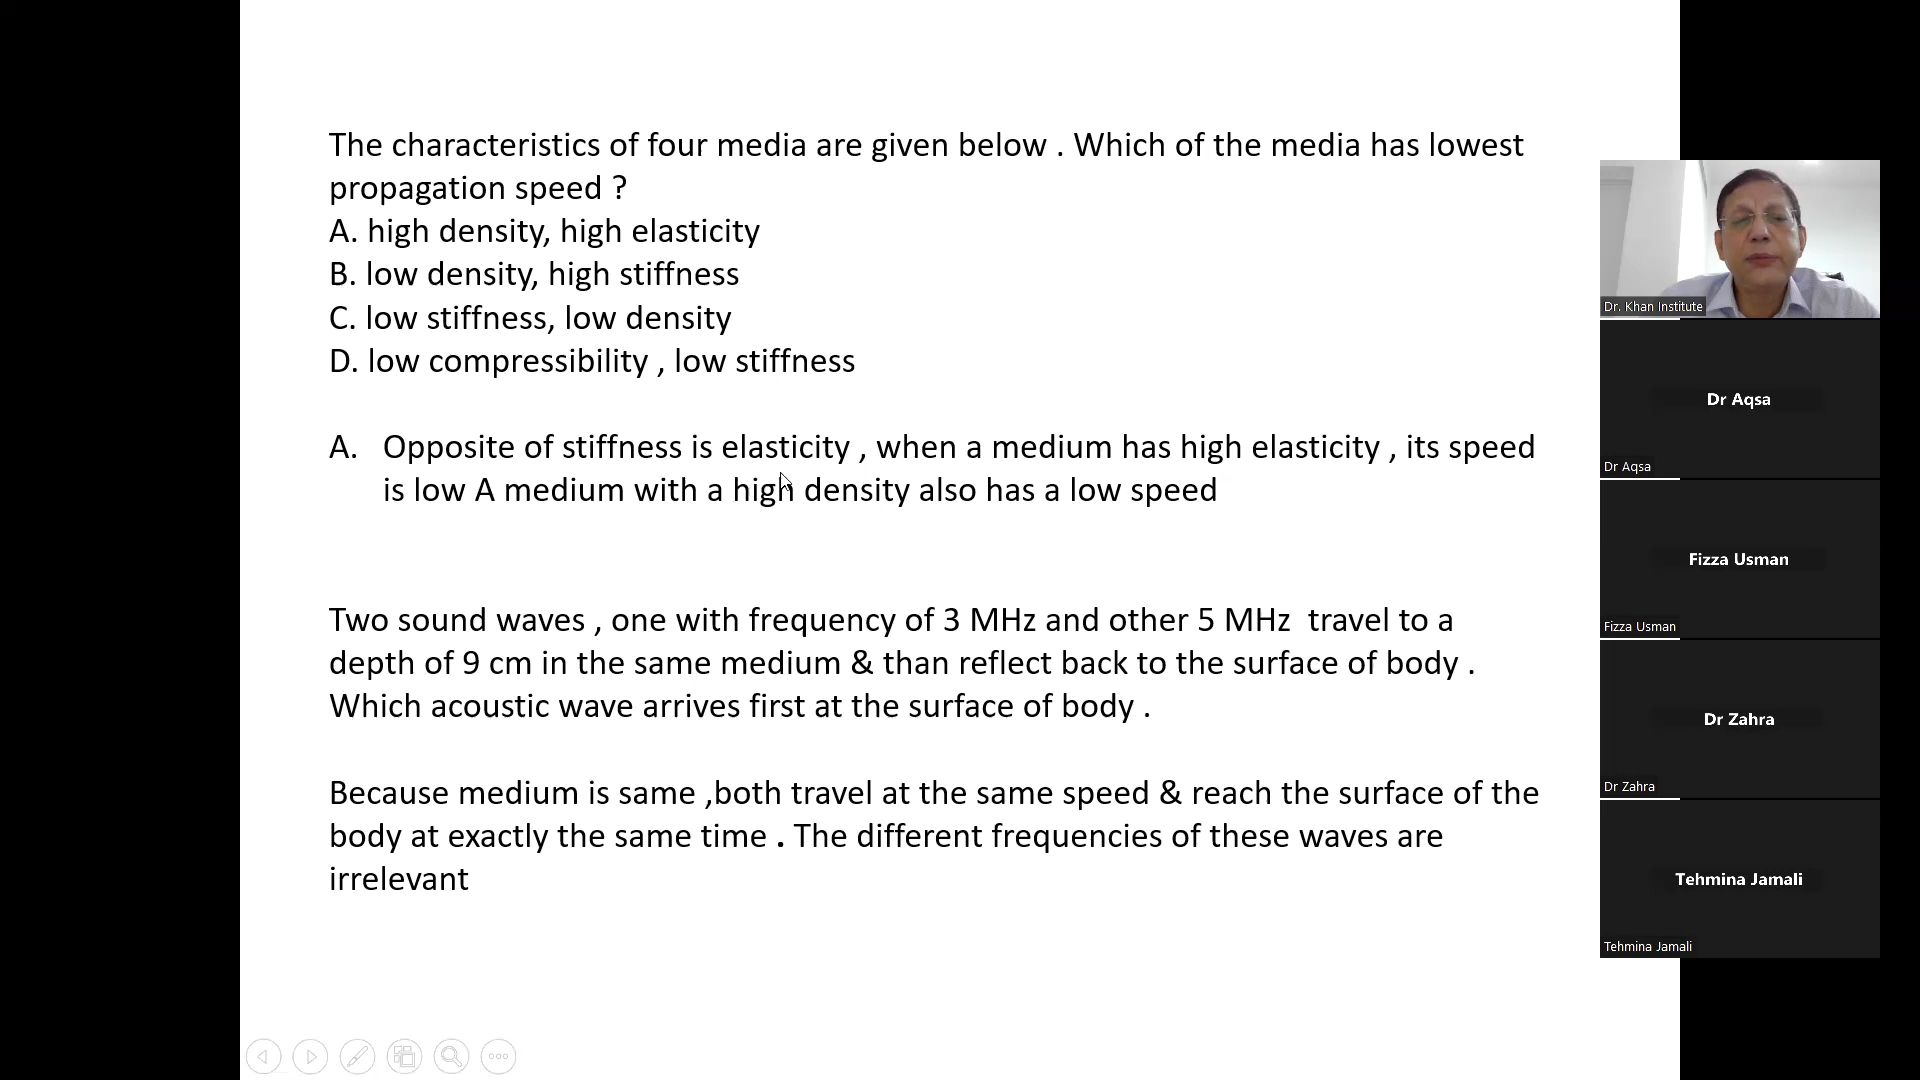 The characteristics of four media are given below . Which of the media has lowest
propagation speed ?
A. high density, high elasticity
B. low density, high stiffness
C. low stiffness, low density
D. low compressibility , low stiffness
A. Opposite of stiffness is elasticity , when a medium has high elasticity , its speed
is low A medium with a high density also has a low speed
Two sound waves , one with frequency of 3 MHz and other 5 MHz travel to a
depth of 9 cm in the same medium & than reflect back to the surface of body .
Which acoustic wave arrives first at the surface of body .
Because medium is same ,both travel at the same speed & reach the surface of the
body at exactly the same time . The different frequencies of these waves are
irrelevant
Dr. Khan Institute
Dr Aqsa
Dr Aqsa
Fizza Usman
Fizza Usman
Dr Zahra
Dr Zahra
Tehmina Jamali
Tehmina Jamali